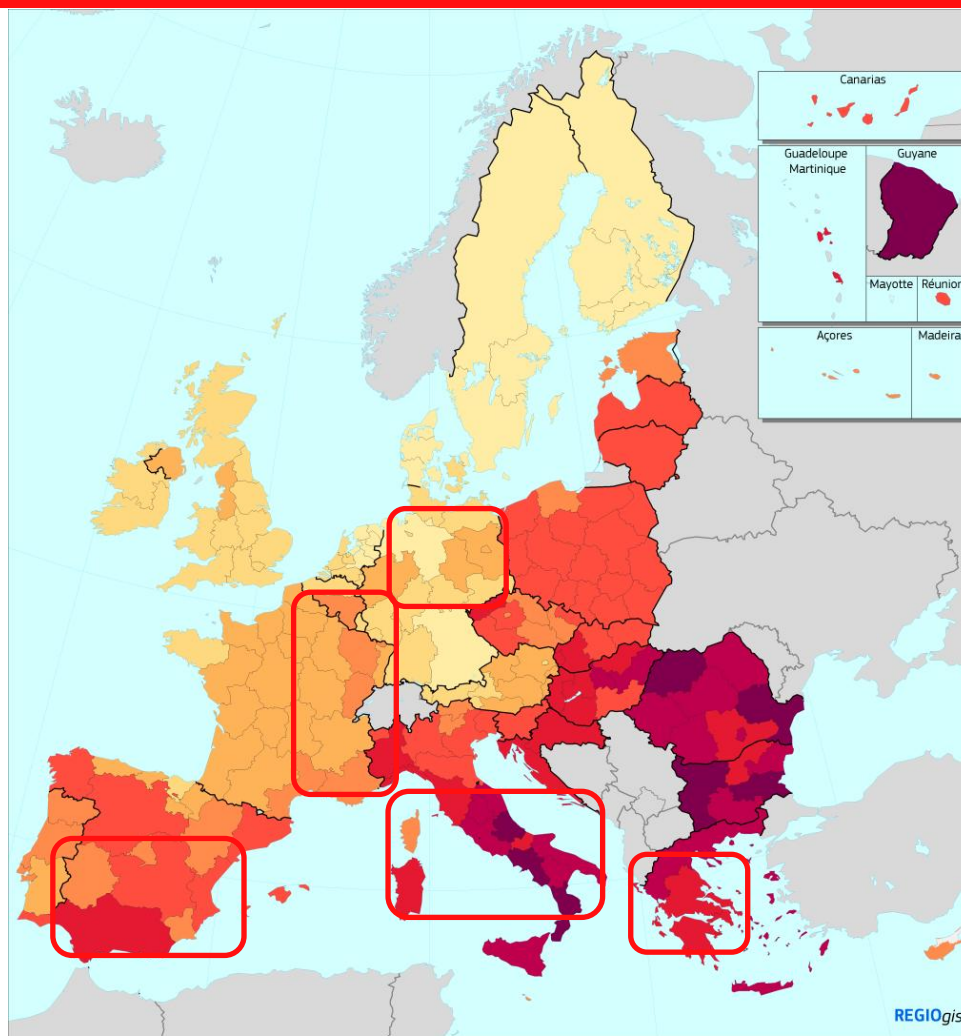 Canarias
Guadeloupe
Martinique
Guyane
Mayotte
Réunion
Açores
Madeira
REGIOgis